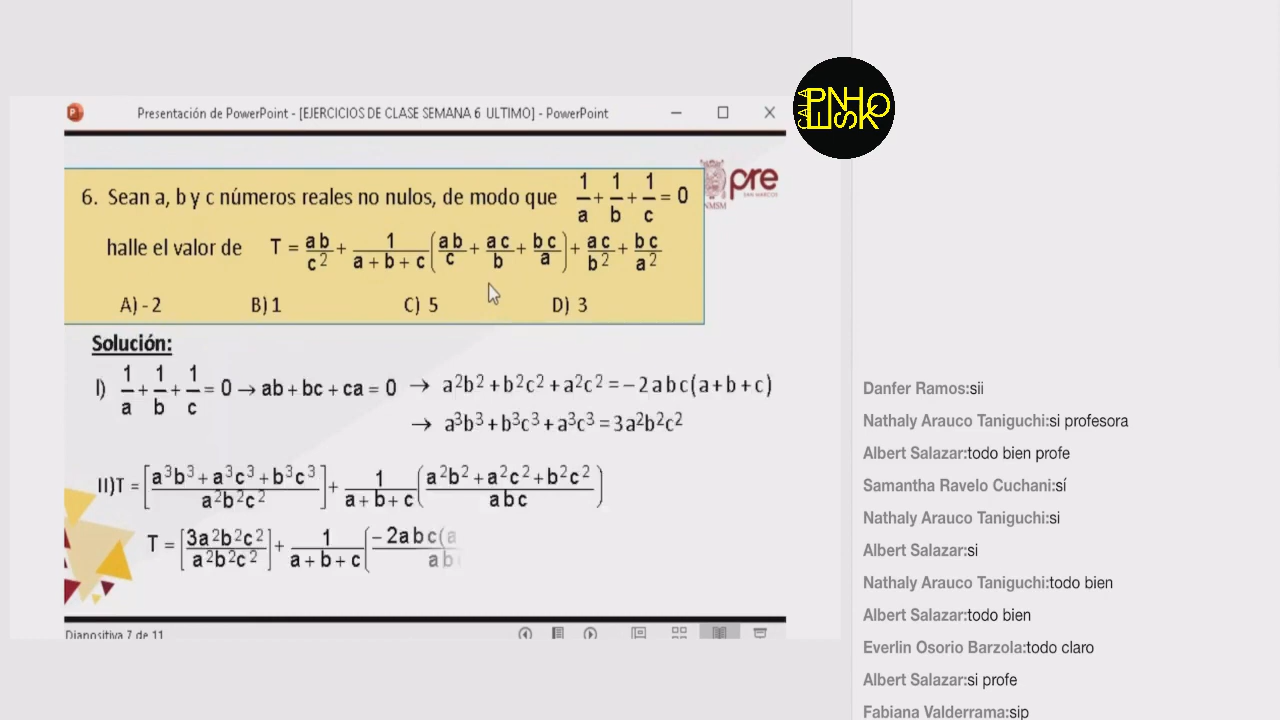 Presentación de PowerPoint - [EJERCICIOS DE CLASE SEMANA 6 ULTIMO] - PowerPoint
CALA
PNHO
ESK
pre
SAN MARCOS
NMSM
6. Sean a, b y c números reales no nulos, de modo que 1/a + 1/b + 1/c = 0
halle el valor de T = ab/c² + 1/(a + b + c) (ab/c + ac/b + bc/a) + ac/b² + bc/a²
A) - 2 B) 1 C) 5 D) 3
Solución:
I) 1/a + 1/b + 1/c = 0 → ab + bc + ca = 0 → a²b² + b²c² + a²c² = -2abc(a+b+c)
→ a³b³ + b³c³ + a³c³ = 3a²b²c²
II) T = [(a³b³ + a³c³ + b³c³)/(a²b²c²)] + 1/(a + b + c) ((a²b² + a²c² + b²c²)/(abc))
T = [3a²b²c²/a²b²c²] + 1/(a + b + c) (-2abc(a / ab
Diapositiva 7 de 11
Danfer Ramos:sii
Nathaly Arauco Taniguchi:si profesora
Albert Salazar:todo bien profe
Samantha Ravelo Cuchani:sí
Nathaly Arauco Taniguchi:si
Albert Salazar:si
Nathaly Arauco Taniguchi:todo bien
Albert Salazar:todo bien
Everlin Osorio Barzola:todo claro
Albert Salazar:si profe
Fabiana Valderrama:sip